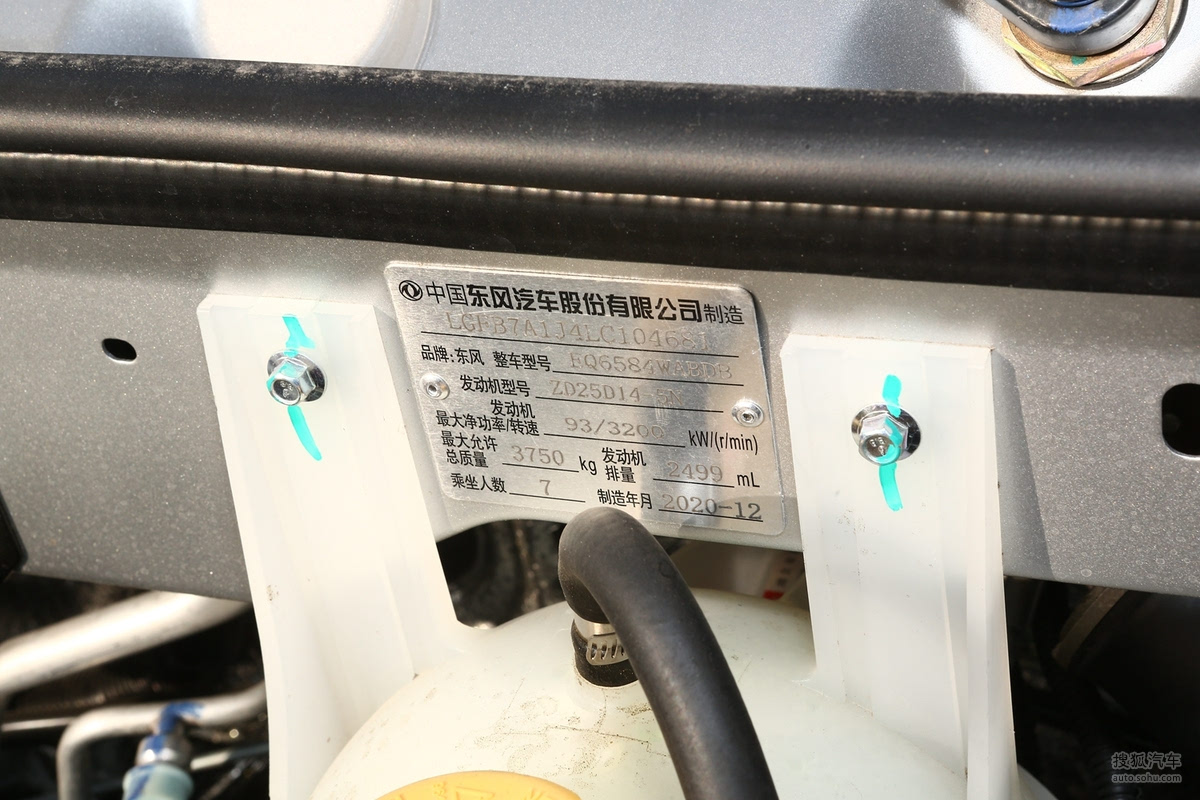 中国东风汽车股份有限公司制造
品牌:东风 整车型号
发动机型号 ZD25D14-5N
发动机
最大净功率/转速 93/3200 kW/(r/min)
最大允许
总质量 3750 kg 发动机排量 2499 mL
乘坐人数 7 制造年月 2020-12
搜狐汽车
auto.sohu.com